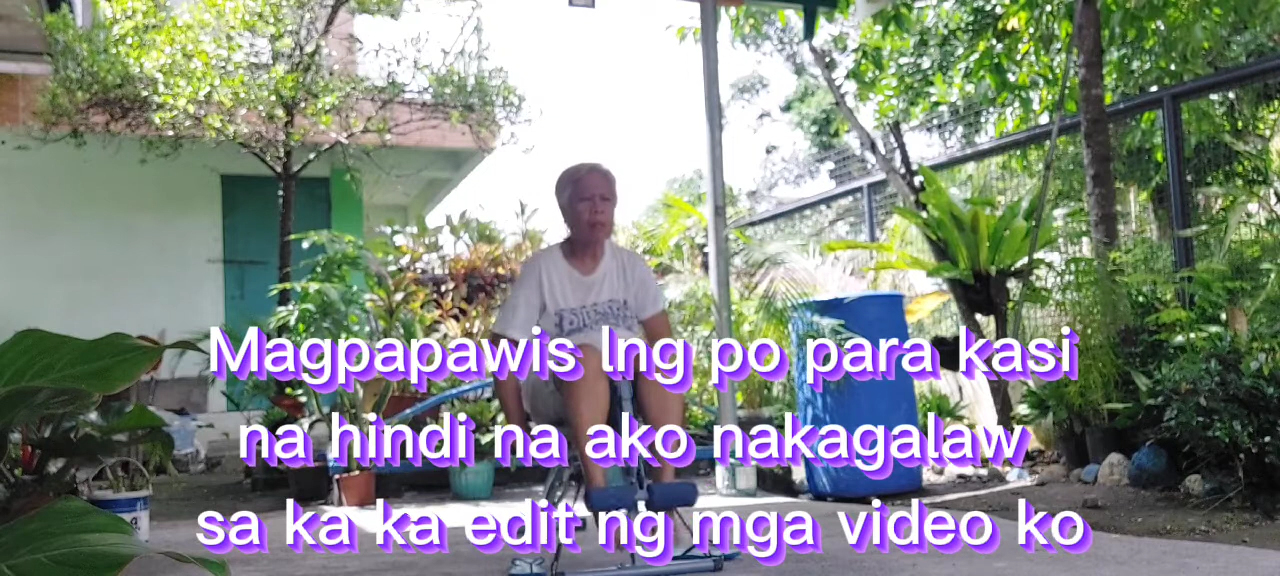 Magpapawis lng po para kasi
na hindi na ako nakagalaw
sa ka ka edit ng mga video ko